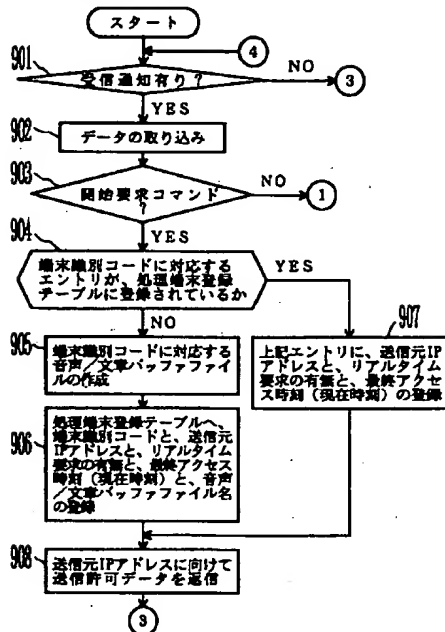 スタート
④
901
受信通知有り？
NO
③
YES
902
データの取り込み
903
開始要求コマンド
？
NO
①
YES
904
端末識別コードに対応する
エントリが、処理端末登録
テーブルに登録されているか
YES
NO
905
端末識別コードに対応する
音声／文章バッファファイ
ルの作成
907
上記エントリに、送信元IP
アドレスと、リアルタイム
要求の有無と、最終アクセ
ス時刻（現在時刻）の登録
906
処理端末登録テーブルへ、
端末識別コードと、送信元
IPアドレスと、リアルタイム
要求の有無と、最終アクセス
時刻（現在時刻）と、音声
／文章バッファファイル名の
登録
908
送信元IPアドレスに向けて
送信許可データを返信
③